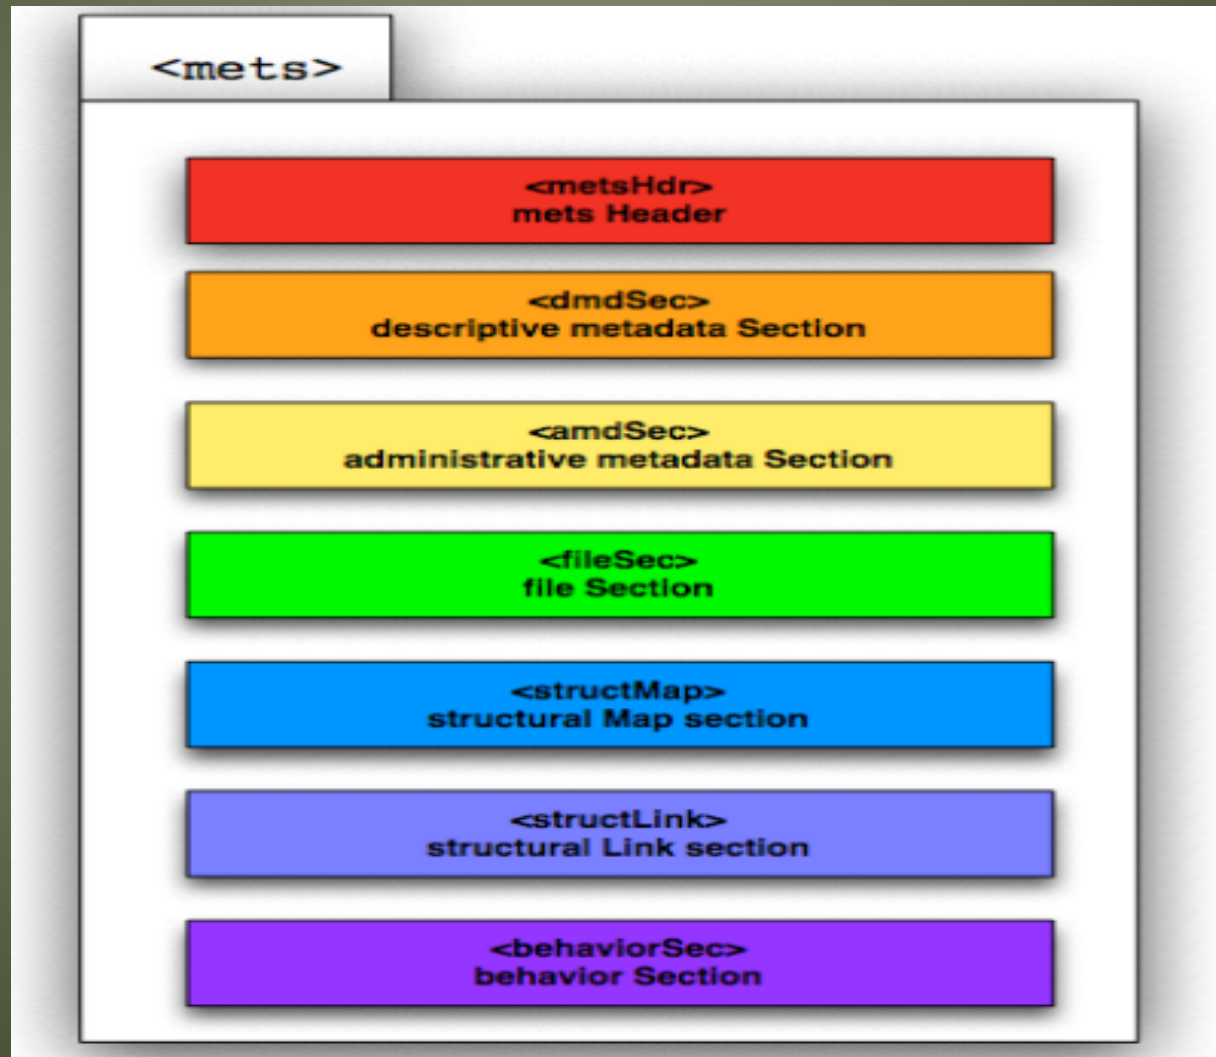 <mets>
<metsHdr>
mets Header
<dmdSec>
descriptive metadata Section
<amdSec>
administrative metadata Section
<fileSec>
file Section
<structMap>
structural Map section
<structLink>
structural Link section
<behaviorSec>
behavior Section